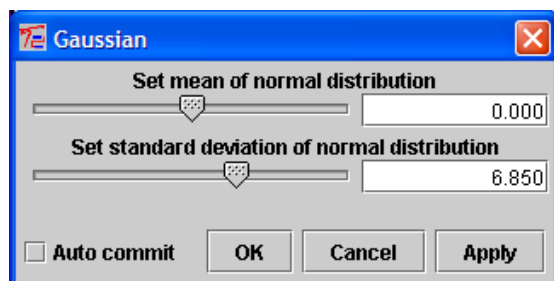 Gaussian
Set mean of normal distribution
0.000
Set standard deviation of normal distribution
6.850
Auto commit OK Cancel Apply